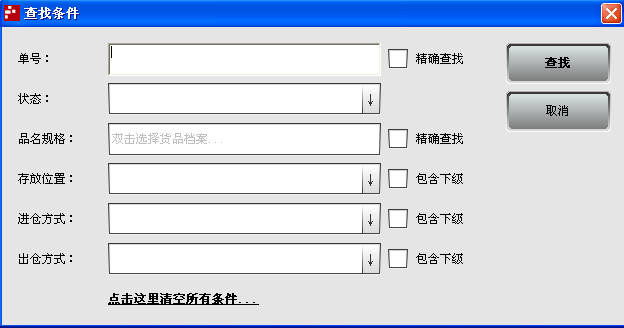 查找条件
单号：
精确查找
查找
状态：
取消
品名规格：
双击选择货品档案...
精确查找
存放位置：
包含下级
进仓方式：
包含下级
出仓方式：
包含下级
点击这里清空所有条件...